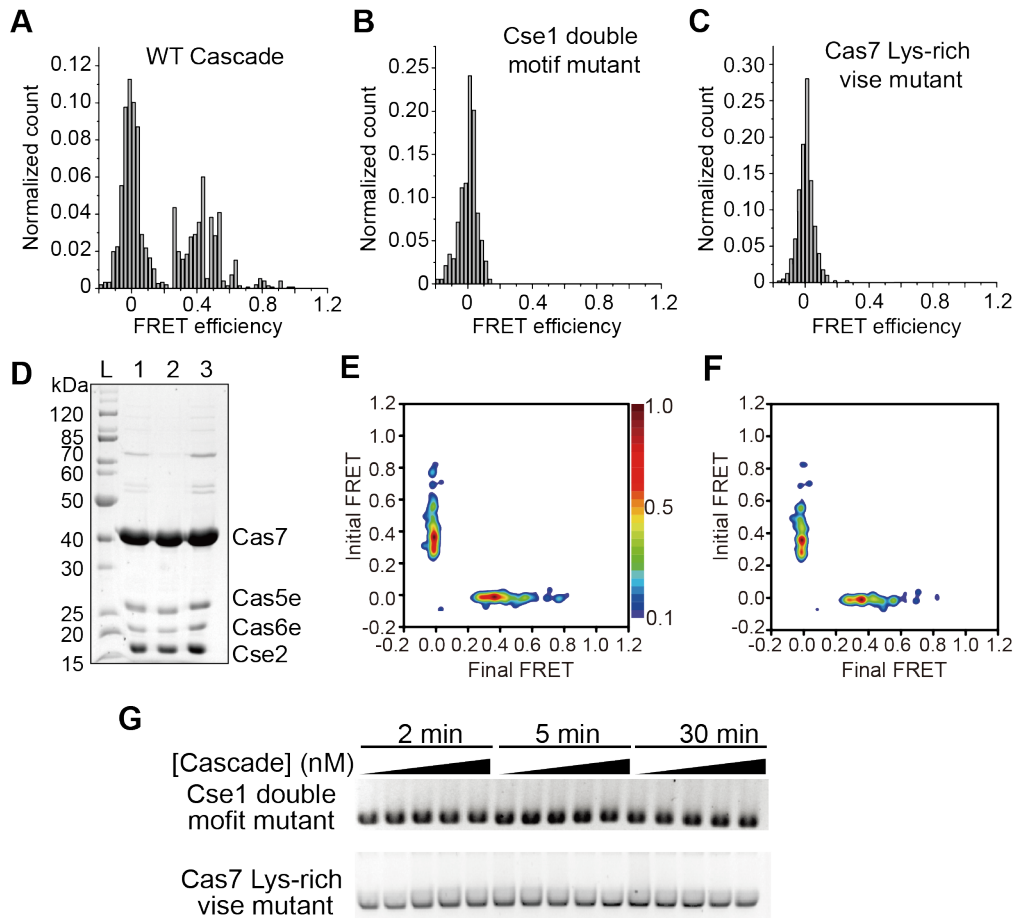 A
WT Cascade
Normalized count
0.12
0.10
0.08
0.06
0.04
0.02
0
0 0.4 0.8 1.2
FRET efficiency
B
Cse1 double
motif mutant
Normalized count
0.25
0.20
0.15
0.10
0.05
0
0 0.4 0.8 1.2
FRET efficiency
C
Cas7 Lys-rich
vise mutant
Normalized count
0.30
0.25
0.20
0.15
0.10
0.05
0
0 0.4 0.8 1.2
FRET efficiency
D
L 1 2 3
kDa
120
85
70
60
50
40
30
25
20
15
Cas7
Cas5e
Cas6e
Cse2
E
Initial FRET
1.2
1.0
0.8
0.6
0.4
0.2
0.0
-0.2
-0.2 0.0 0.20 0.4 0.6 0.8 1.0 1.2
Final FRET
1.0
0.5
0.1
F
Initial FRET
1.2
1.0
0.8
0.6
0.4
0.2
0.0
-0.2
-0.2 0.0 0.20 0.4 0.6 0.8 1.0 1.2
Final FRET
G
2 min 5 min 30 min
[Cascade] (nM)
Cse1 double
mofit mutant
Cas7 Lys-rich
vise mutant